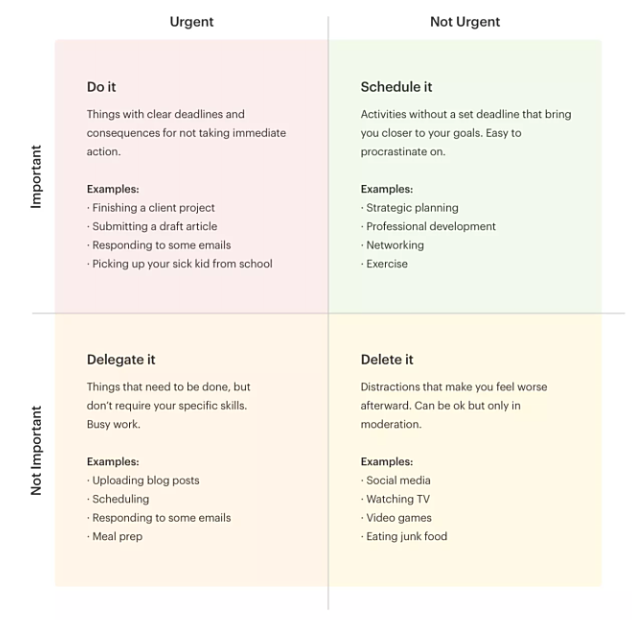 Urgent
Not Urgent
Important
Do it
Things with clear deadlines and
consequences for not taking immediate
action.
Examples:
· Finishing a client project
· Submitting a draft article
· Responding to some emails
· Picking up your sick kid from school
Schedule it
Activities without a set deadline that bring
you closer to your goals. Easy to
procrastinate on.
Examples:
· Strategic planning
· Professional development
· Networking
· Exercise
Not Important
Delegate it
Things that need to be done, but
don't require your specific skills.
Busy work.
Examples:
· Uploading blog posts
· Scheduling
· Responding to some emails
· Meal prep
Delete it
Distractions that make you feel worse
afterward. Can be ok but only in
moderation.
Examples:
· Social media
· Watching TV
· Video games
· Eating junk food